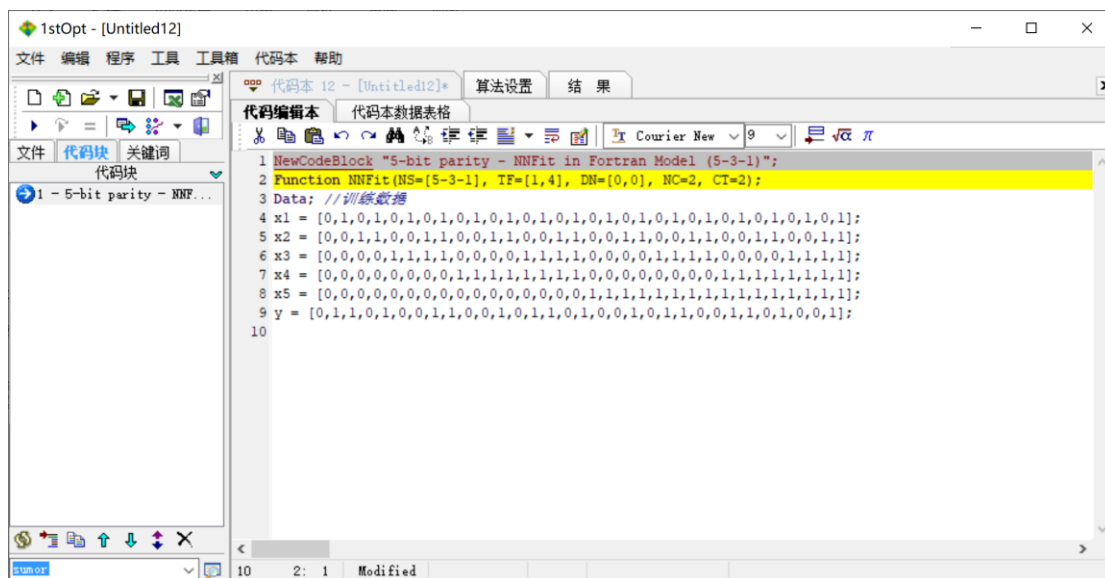 1stOpt - [Untitled12]
文件 编辑 程序 工具 工具箱 代码本 帮助
代码本 12 - [Untitled12]* 算法设置 结 果
代码编辑本 代码本数据表格
Courier New 9
文件 代码块 关键词
代码块
1 - 5-bit parity - NNF...
1 NewCodeBlock "5-bit parity - NNFit in Fortran Model (5-3-1)";
2 Function NNFit(NS=[5-3-1], TF=[1,4], DN=[0,0], NC=2, CT=2);
3 Data; //训练数据
4 x1 = [0,1,0,1,0,1,0,1,0,1,0,1,0,1,0,1,0,1,0,1,0,1,0,1,0,1,0,1,0,1,0,1];
5 x2 = [0,0,1,1,0,0,1,1,0,0,1,1,0,0,1,1,0,0,1,1,0,0,1,1,0,0,1,1,0,0,1,1];
6 x3 = [0,0,0,0,1,1,1,1,0,0,0,0,1,1,1,1,0,0,0,0,1,1,1,1,0,0,0,0,1,1,1,1];
7 x4 = [0,0,0,0,0,0,0,0,1,1,1,1,1,1,1,1,0,0,0,0,0,0,0,0,1,1,1,1,1,1,1,1];
8 x5 = [0,0,0,0,0,0,0,0,0,0,0,0,0,0,0,0,1,1,1,1,1,1,1,1,1,1,1,1,1,1,1,1];
9 y = [0,1,1,0,1,0,0,1,1,0,0,1,0,1,1,0,1,0,0,1,0,1,1,0,0,1,1,0,1,0,0,1];
10
sumor
10 2: 1 Modified